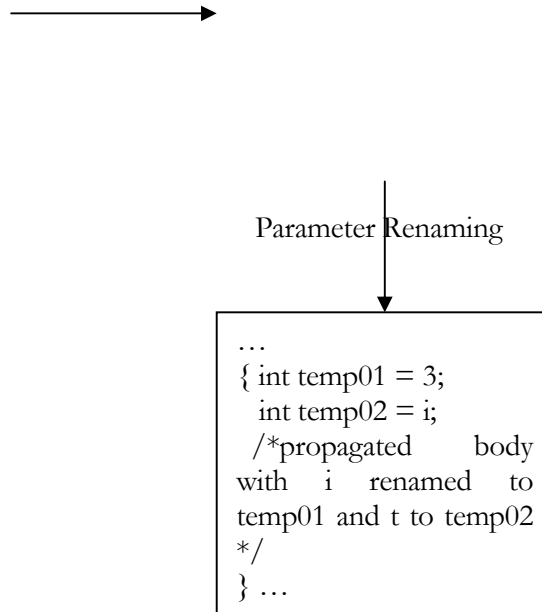 Parameter Renaming
…
{ int temp01 = 3;
int temp02 = i;
/*propagated body
with i renamed to
temp01 and t to temp02
*/
} …